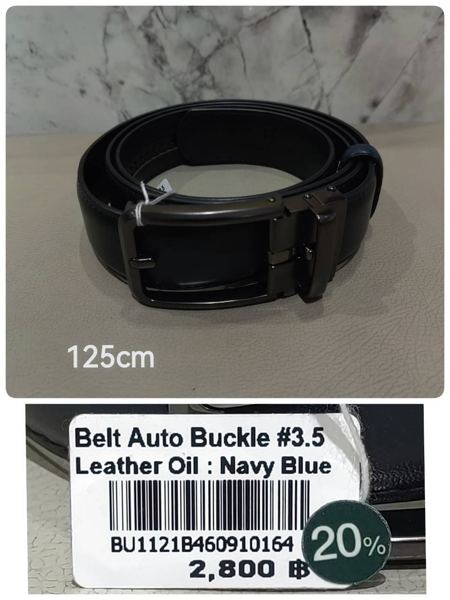 125cm
Belt Auto Buckle #3.5
Leather Oil : Navy Blue
BU1121B460910164
20%
2,800 ฿